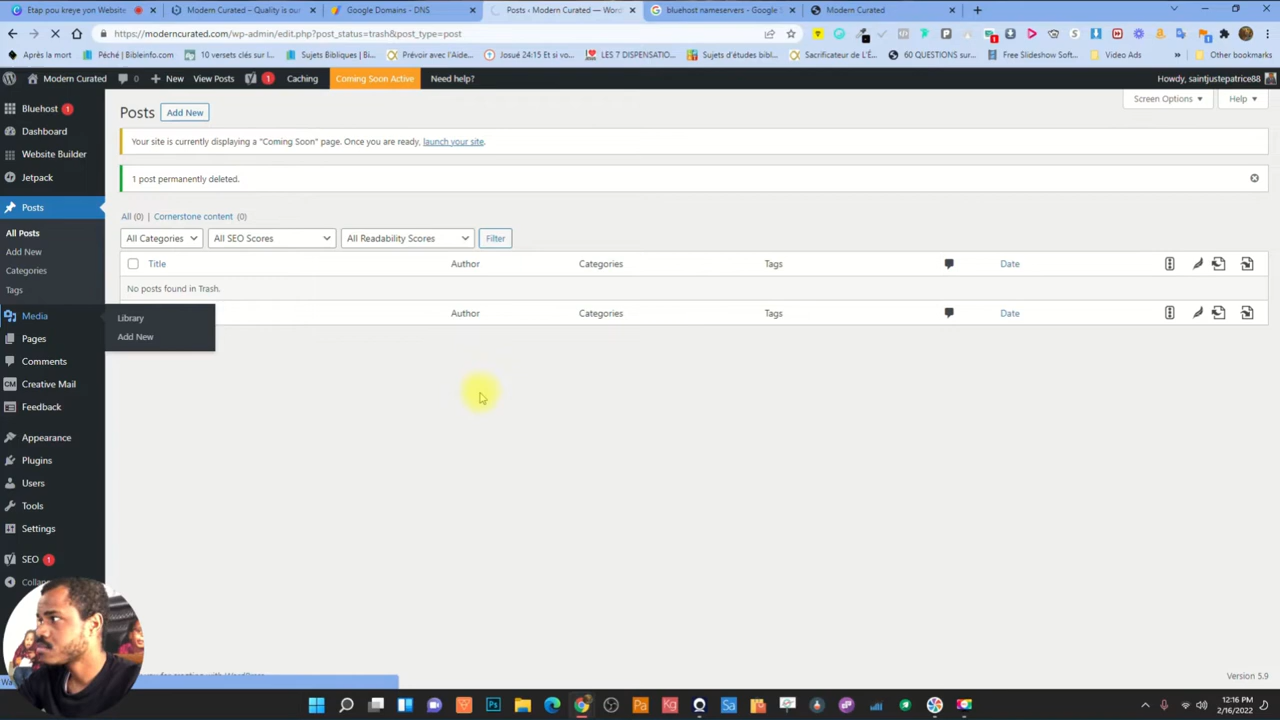 Etap pou kreye yon Website
Modern Curated – Quality is our
Google Domains - DNS
Posts ‹ Modern Curated — Word
bluehost nameservers - Google S
Modern Curated
https://moderncurated.com/wp-admin/edit.php?post_status=trash&post_type=post
Après la mort
Péché|Bibleinfo.com
10 versets clés sur l...
Sujets Bibliques |...
Prévoir avec l'Aide...
Josué 24:15 Et si vo...
LES 7 DISPENSATIO...
Sujets d'études bibl...
Sacrificateur de L'É...
60 QUESTIONS sur...
Free Slideshow Soft...
Video Ads
»
Other bookmarks
Modern Curated
0
New
View Posts
1
Caching
Coming Soon Active
Need help?
Howdy, saintjustepatrice88
Bluehost 1
Dashboard
Website Builder
Jetpack
Posts
All Posts
Add New
Categories
Tags
Media
Library
Add New
Pages
Comments
Creative Mail
Feedback
Appearance
Plugins
Users
Tools
Settings
SEO 1
Screen Options
Help
Posts
Add New
Your site is currently displaying a "Coming Soon" page. Once you are ready, launch your site.
1 post permanently deleted.
All (0) | Cornerstone content (0)
All Categories
All SEO Scores
All Readability Scores
Filter
Title
Author
Categories
Tags
Date
No posts found in Trash.
Author
Categories
Tags
Date
Version 5.9
12:16 PM
2/16/2022